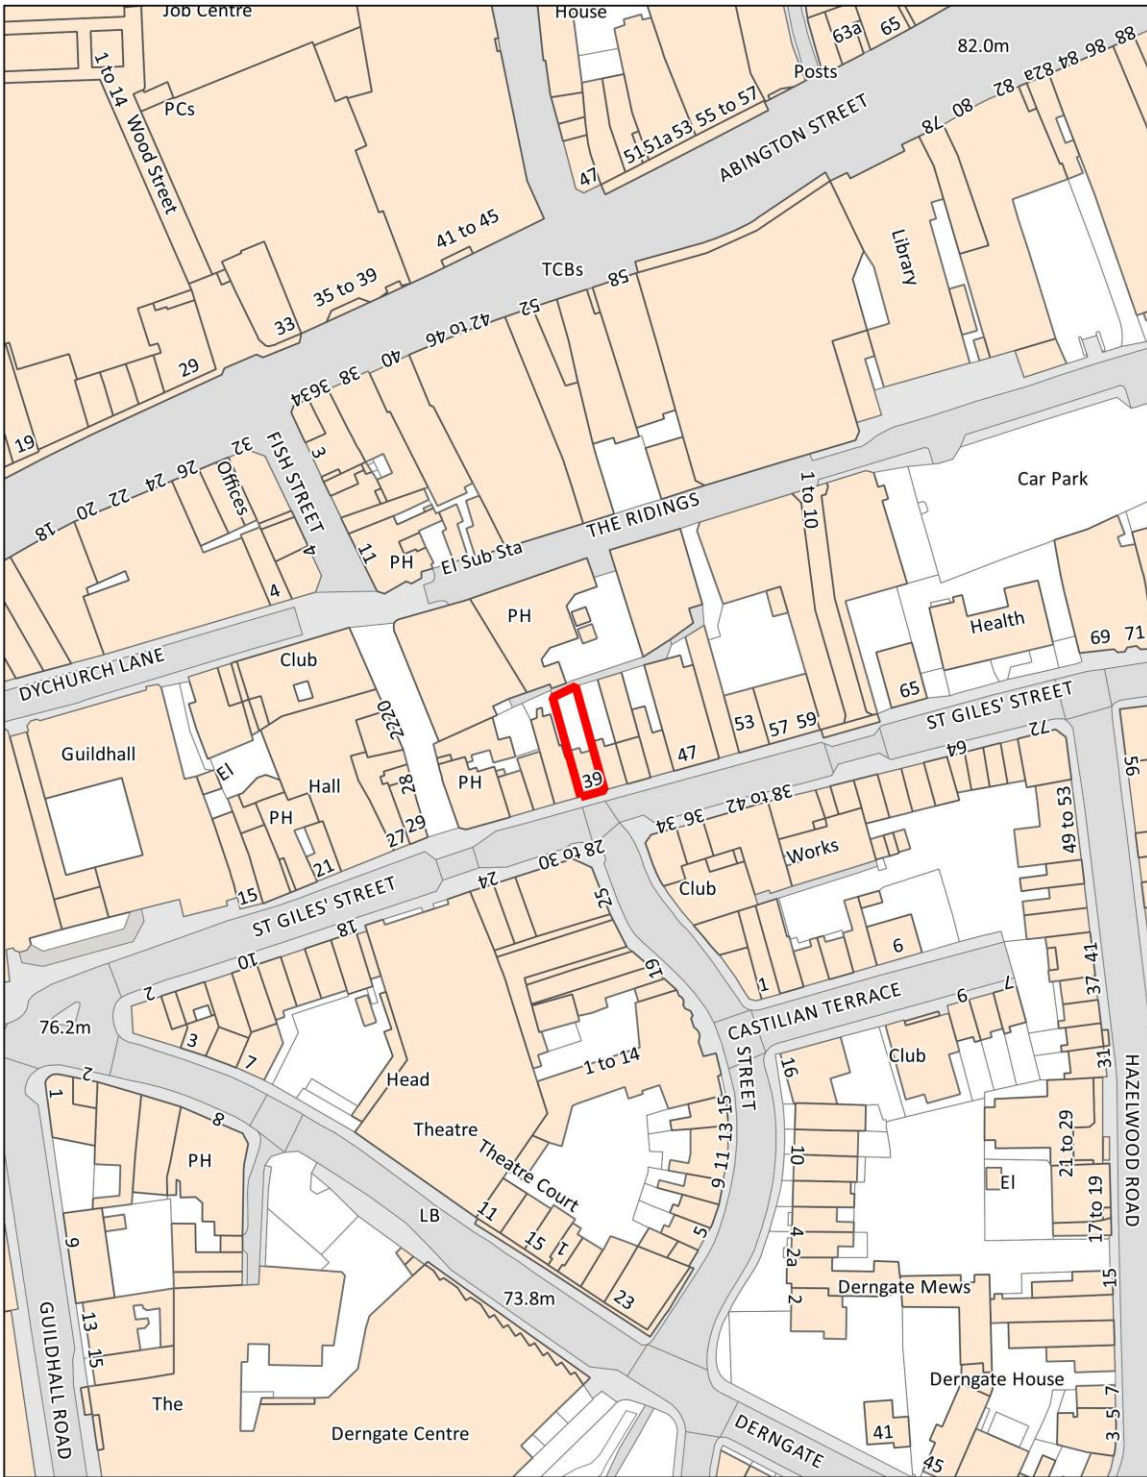 Job Centre
House
63a
65
82.0m
88
86
84
82a
82
80
78
1 to 14 Wood Street
PCs
Posts
ABINGTON STREET
47
51
51a
53
55 to 57
41 to 45
TCBs
Library
35 to 39
33
58
52
42 to 46
40
38
36
34
29
19
32
FISH STREET
3
26
24
22
20
18
Offices
Car Park
1 to 10
THE RIDINGS
4
11
PH
El Sub Sta
4
PH
Health
69
71
DYCHURCH LANE
Club
65
ST GILES' STREET
2220
53
57
59
47
Guildhall
El
Hall
28
PH
39
72
64
56
PH
27
29
38 to 42
36
34
49 to 53
21
28 to 30
Works
15
ST GILES' STREET
24
25
Club
18
10
6
2
19
1
37
41
76.2m
3
7
CASTILIAN TERRACE
9
7
1 to 14
Club
31
2
1
Head
16
STREET
HAZELWOOD ROAD
8
Theatre
9
11
13
15
21 to 29
PH
Theatre Court
10
El
LB
11
17 to 19
9
15
1
5
4
2a
2
Derngate Mews
15
73.8m
23
GUILDHALL ROAD
13
15
Derngate House
The
Derngate Centre
DERNGATE
41
45
3
5
7